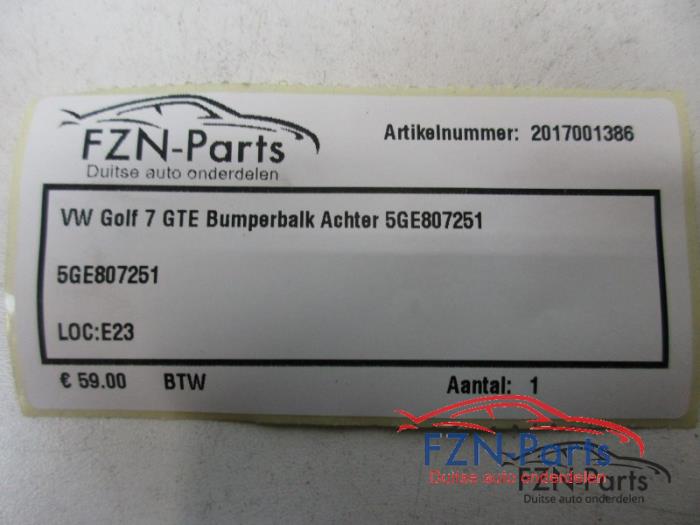 FZN-Parts
Duitse auto onderdelen
Artikelnummer: 2017001386
VW Golf 7 GTE Bumperbalk Achter 5GE807251
5GE807251
LOC:E23
€ 59.00 BTW Aantal: 1
FZN-Parts
Duitse auto onderdelen
FZN-Parts
Duitse auto onderdelen